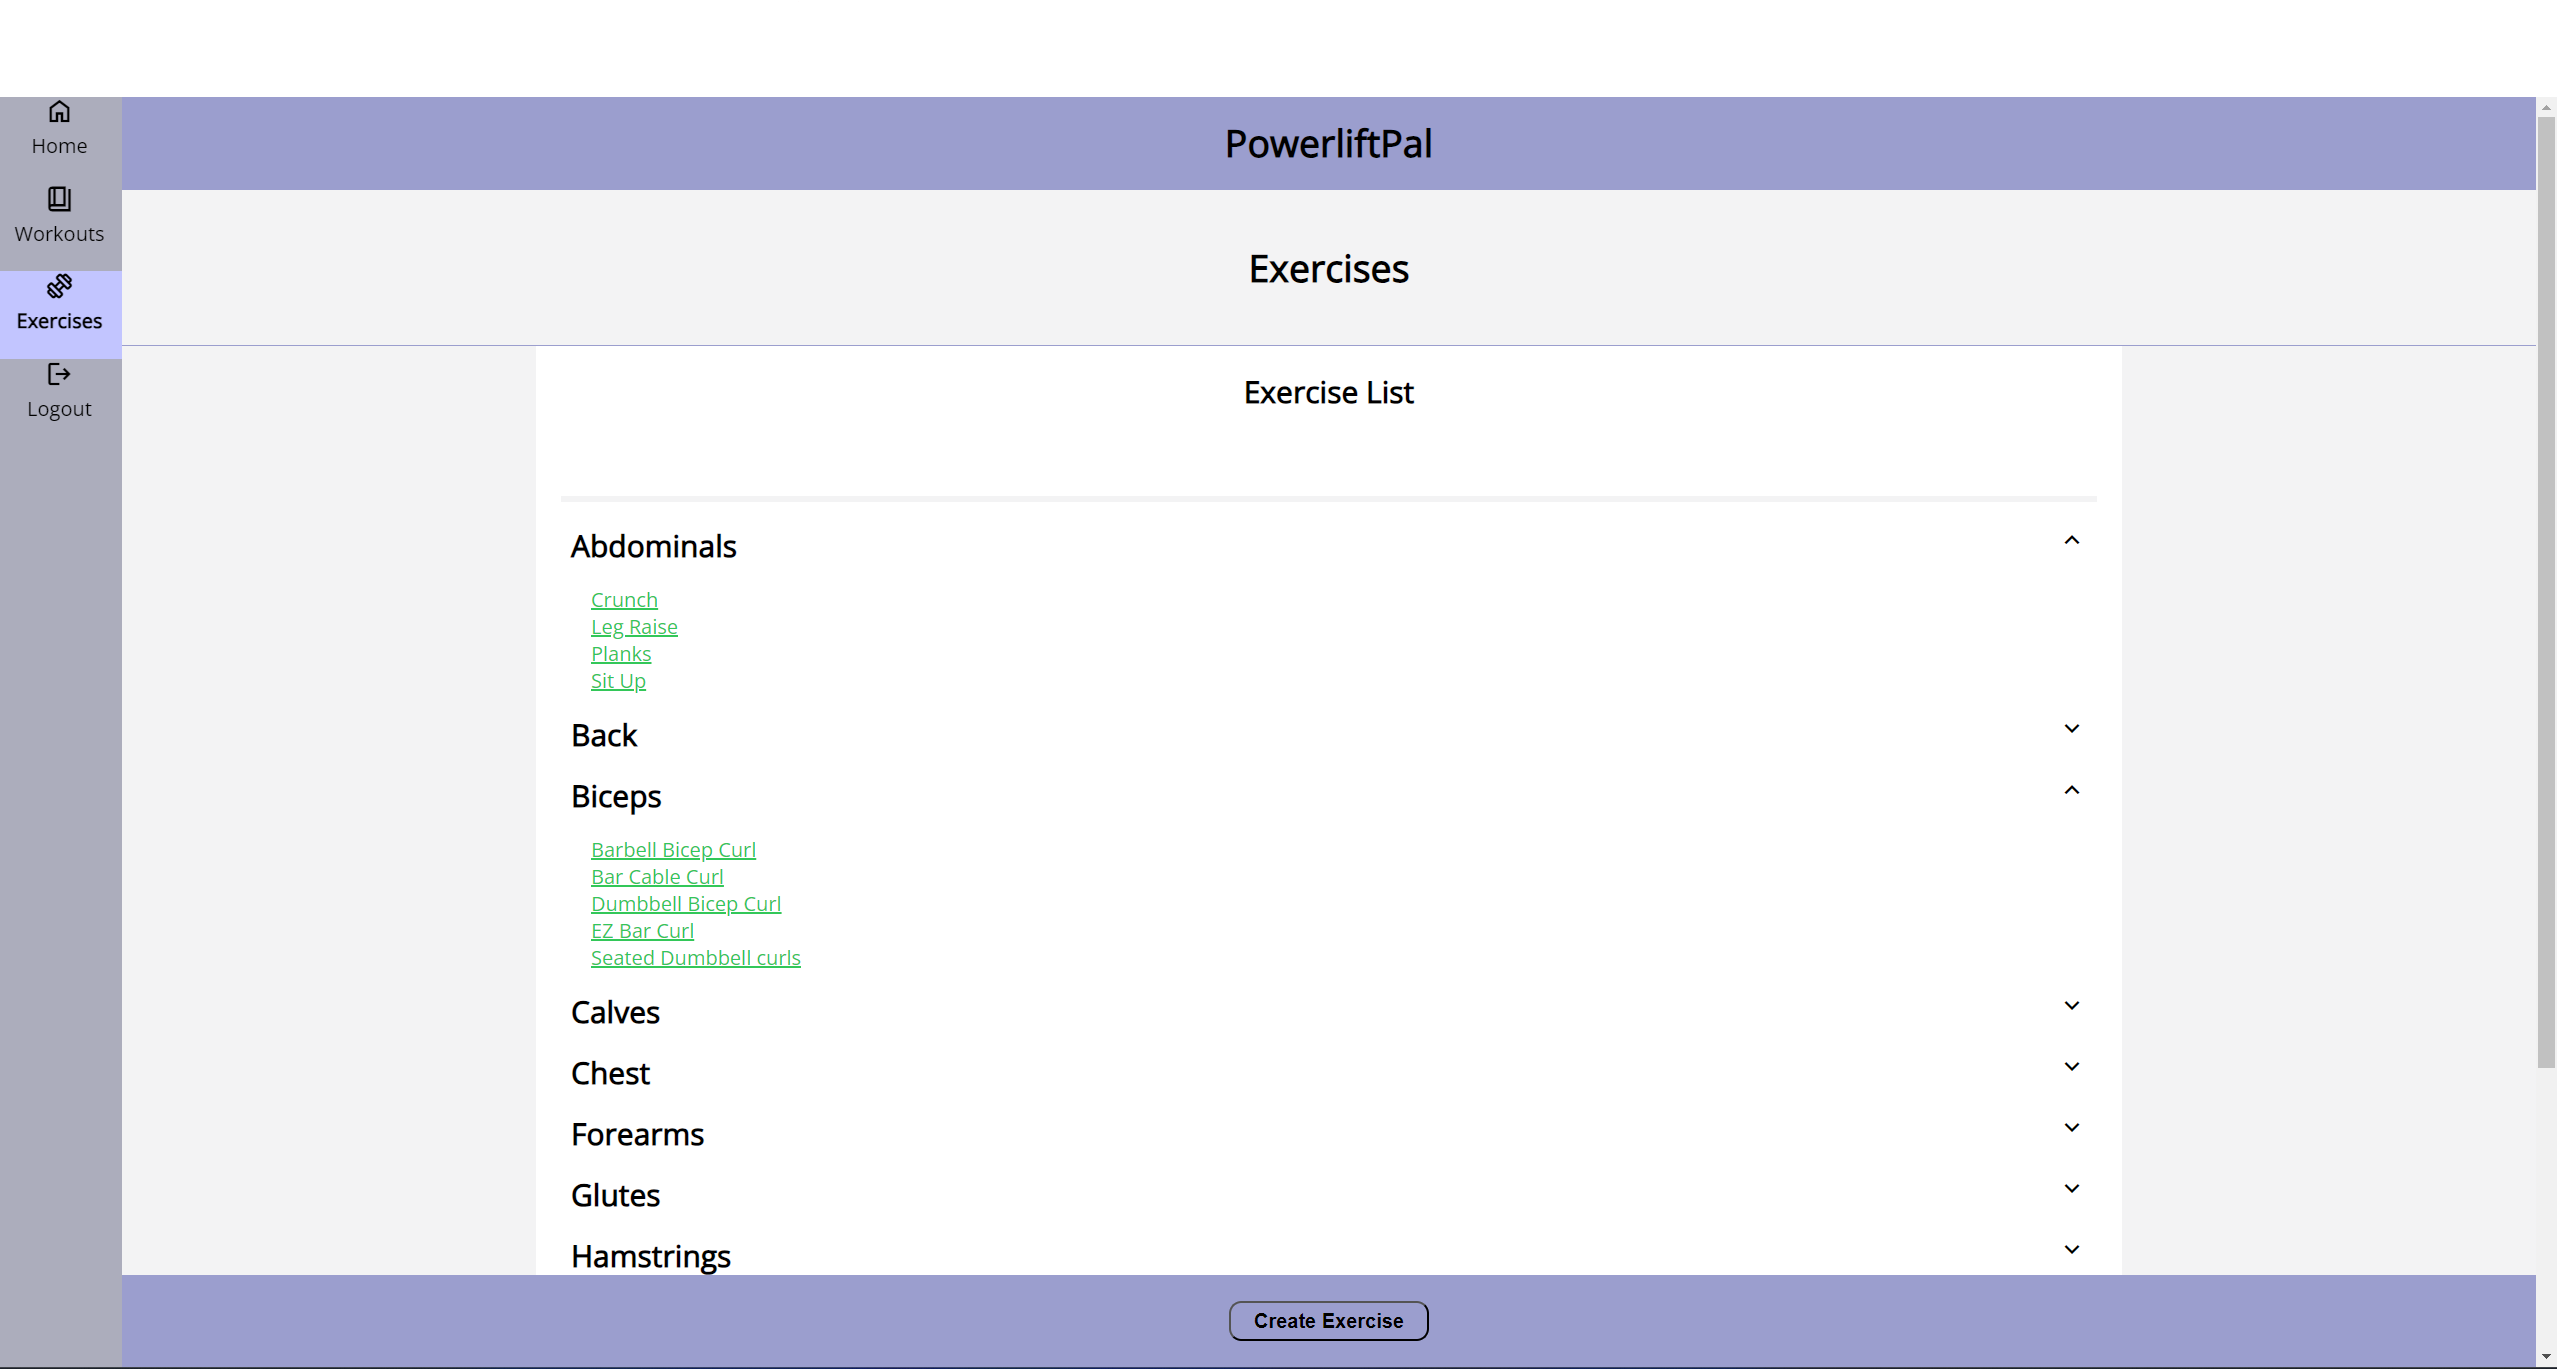 PowerliftPal
Home
Workouts
Exercises
Logout
Exercises
Exercise List
Abdominals
Crunch
Leg Raise
Planks
Sit Up
Back
Biceps
Barbell Bicep Curl
Bar Cable Curl
Dumbbell Bicep Curl
EZ Bar Curl
Seated Dumbbell curls
Calves
Chest
Forearms
Glutes
Hamstrings
Create Exercise